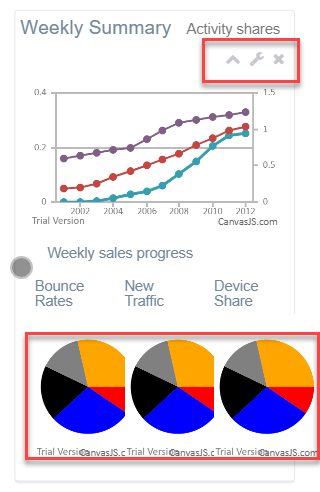 Weekly Summary Activity shares
0.4 1.5
1
0.2
0.5
0 0
2002 2004 2006 2008 2010 2012
Trial Version CanvasJS.com
Weekly sales progress
Bounce New Device
Rates Traffic Share
Trial Version CanvasJS.c Trial Version CanvasJS.c Trial Version CanvasJS.com